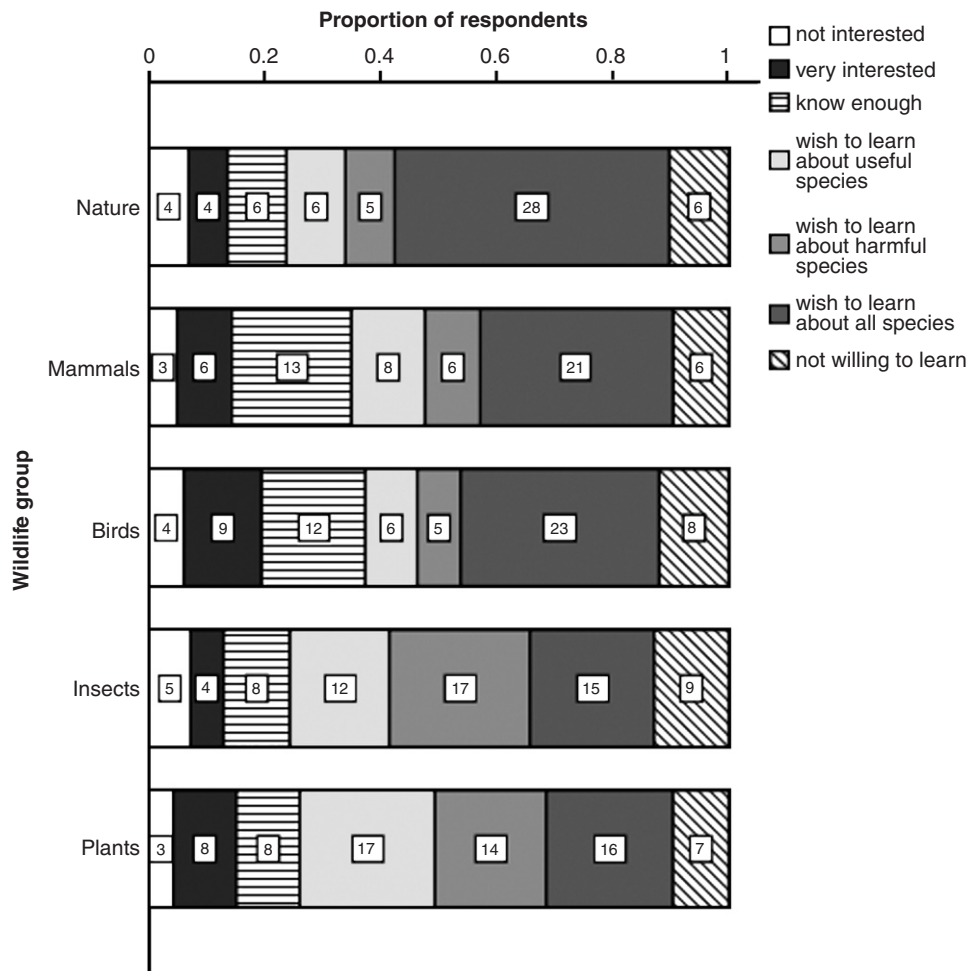 Proportion of respondents
0 0.2 0.4 0.6 0.8 1
not interested
very interested
know enough
wish to learn
about useful
species
wish to learn
about harmful
species
wish to learn
about all species
not willing to learn
Wildlife group
Nature 4 4 6 6 5 28 6
Mammals 3 6 13 8 6 21 6
Birds 4 9 12 6 5 23 8
Insects 5 4 8 12 17 15 9
Plants 3 8 8 17 14 16 7